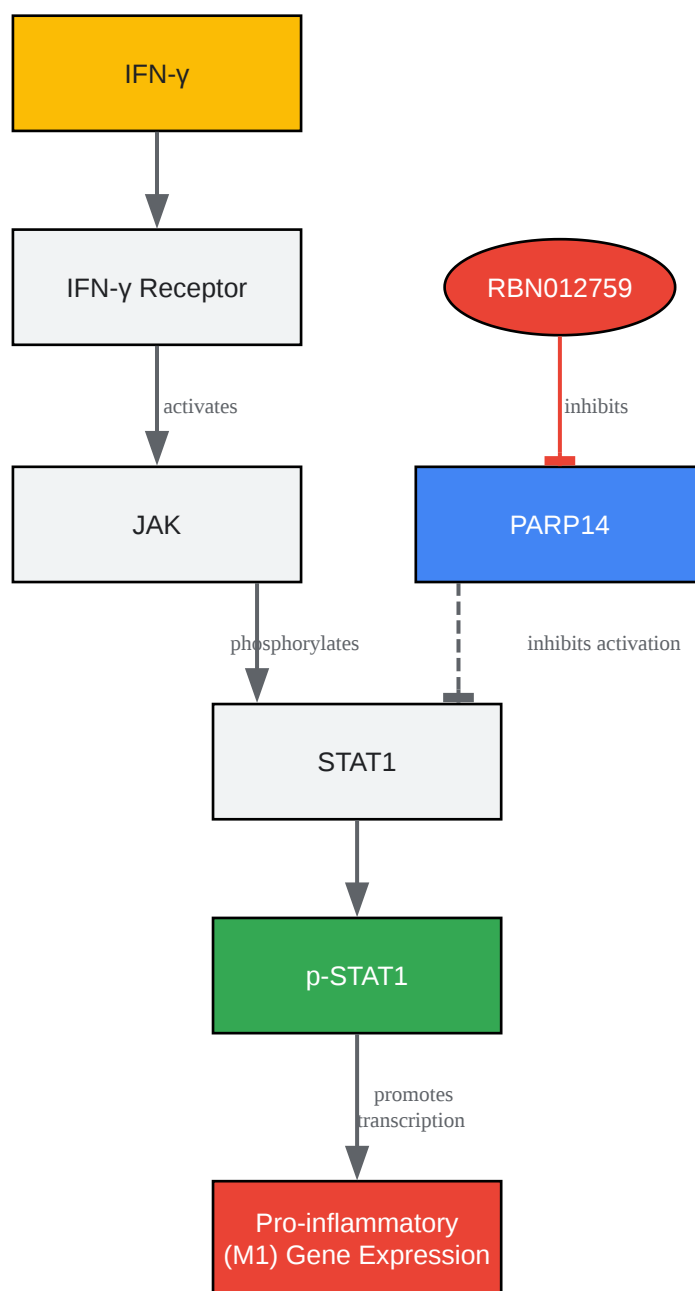 IFN-γ
IFN-γ Receptor
RBN012759
activates
inhibits
JAK
PARP14
phosphorylates
inhibits activation
STAT1
p-STAT1
promotes
transcription
Pro-inflammatory
(M1) Gene Expression